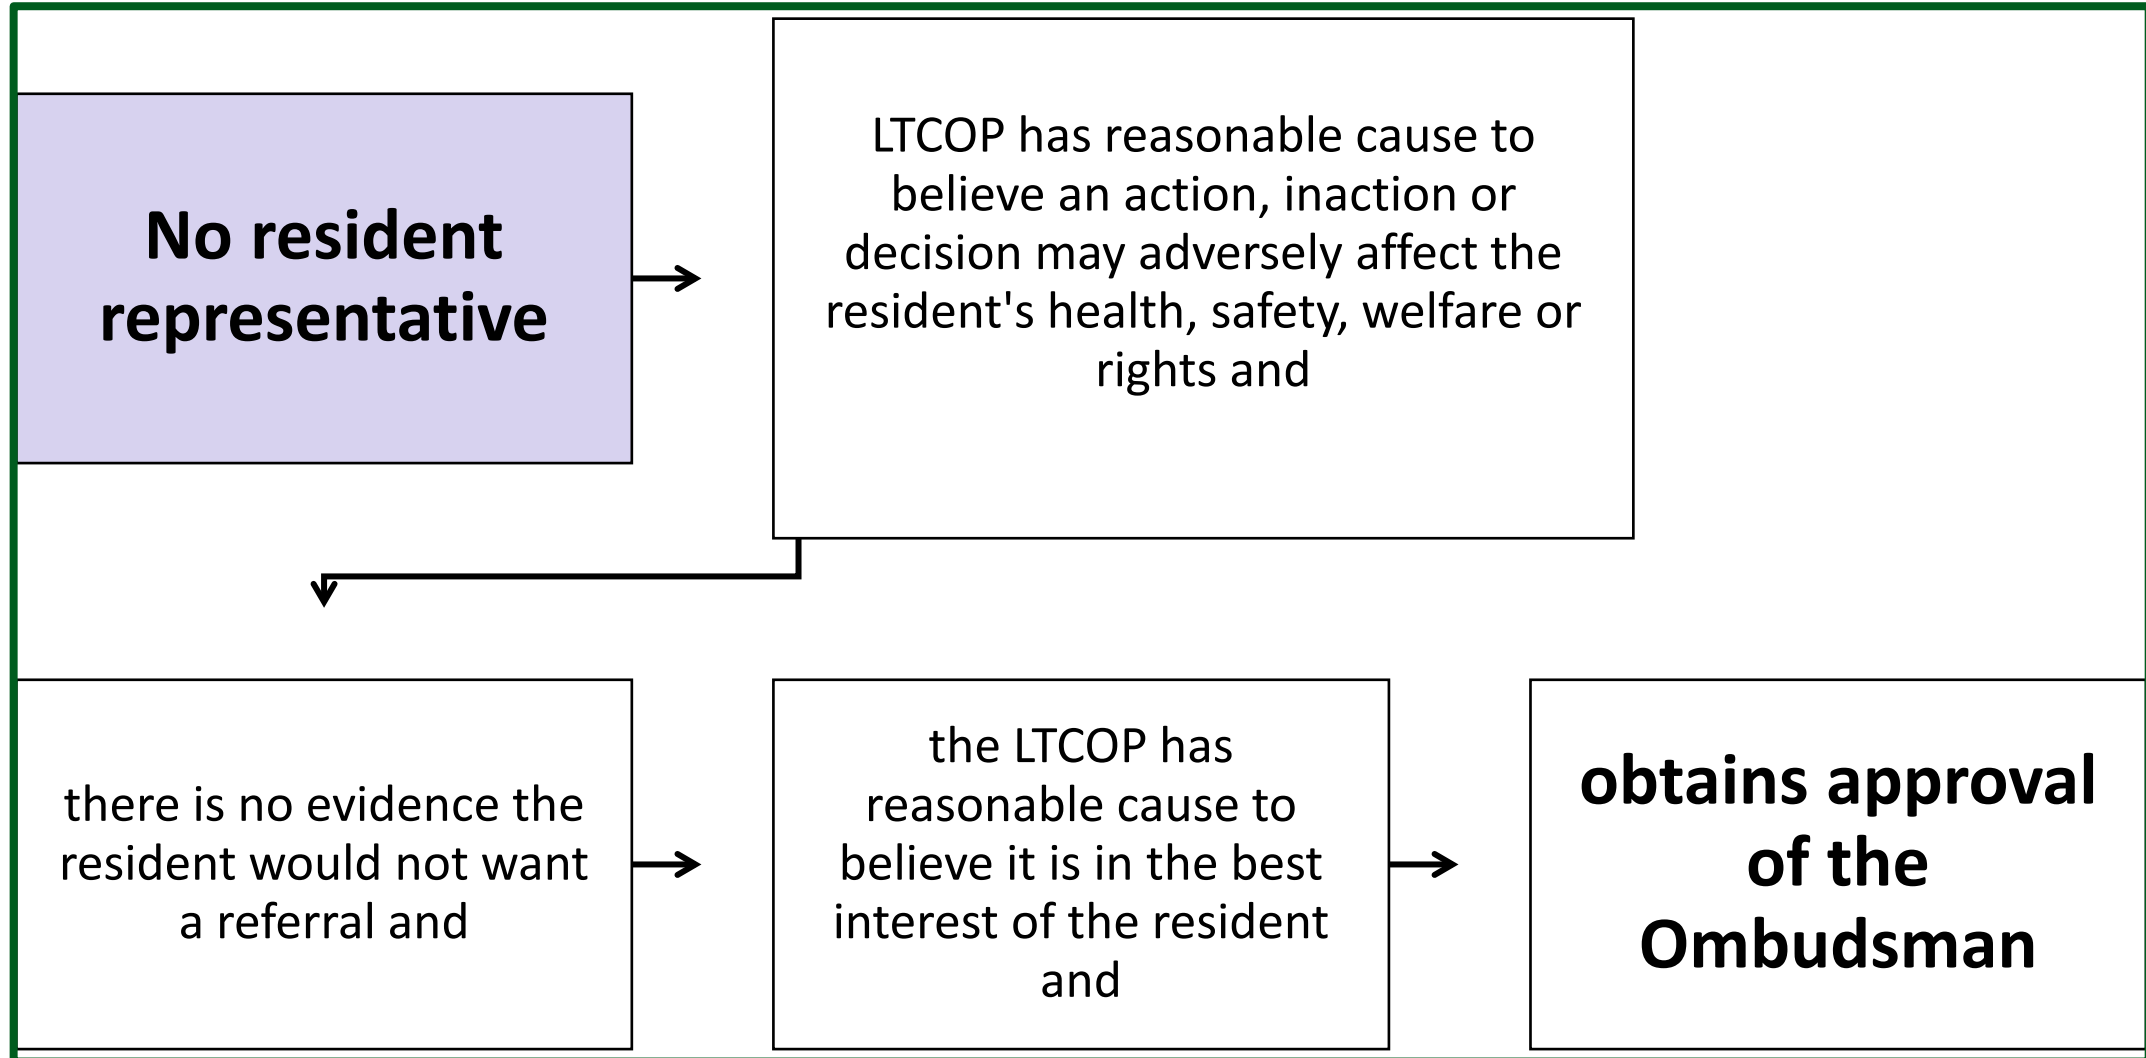 No resident
representative
LTCOP has reasonable cause to
believe an action, inaction or
decision may adversely affect the
resident's health, safety, welfare or
rights and
there is no evidence the
resident would not want
a referral and
the LTCOP has
reasonable cause to
believe it is in the best
interest of the resident
and
obtains approval
of the
Ombudsman